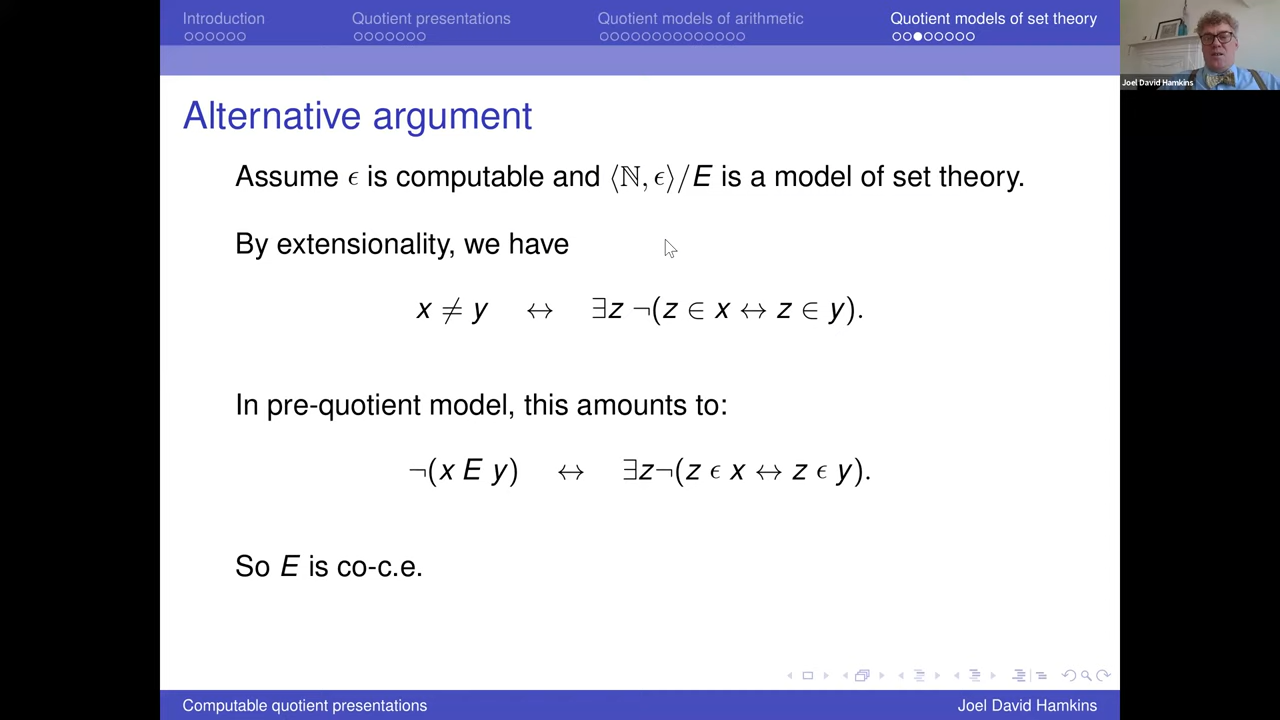 Introduction Quotient presentations Quotient models of arithmetic Quotient models of set theory
Joel David Hamkins
Alternative argument
Assume ϵ is computable and ⟨ℕ, ϵ⟩/E is a model of set theory.
By extensionality, we have
x ≠ y ↔ ∃z ¬(z ∈ x ↔ z ∈ y).
In pre-quotient model, this amounts to:
¬(x E y) ↔ ∃z¬(z ϵ x ↔ z ϵ y).
So E is co-c.e.
Computable quotient presentations Joel David Hamkins